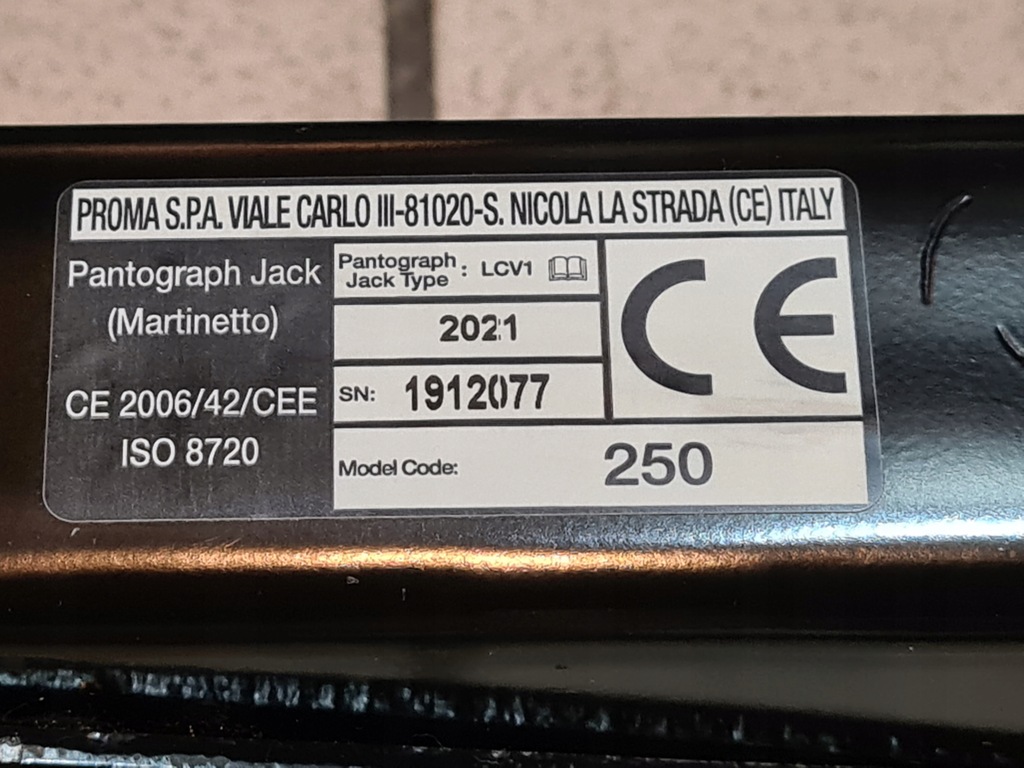 PROMA S.P.A. VIALE CARLO III-81020-S. NICOLA LA STRADA (CE) ITALY
Pantograph Jack
(Martinetto)
CE 2006/42/CEE
ISO 8720
Pantograph
Jack Type : LCV1
2021
SN: 1912077
CE
Model Code: 250